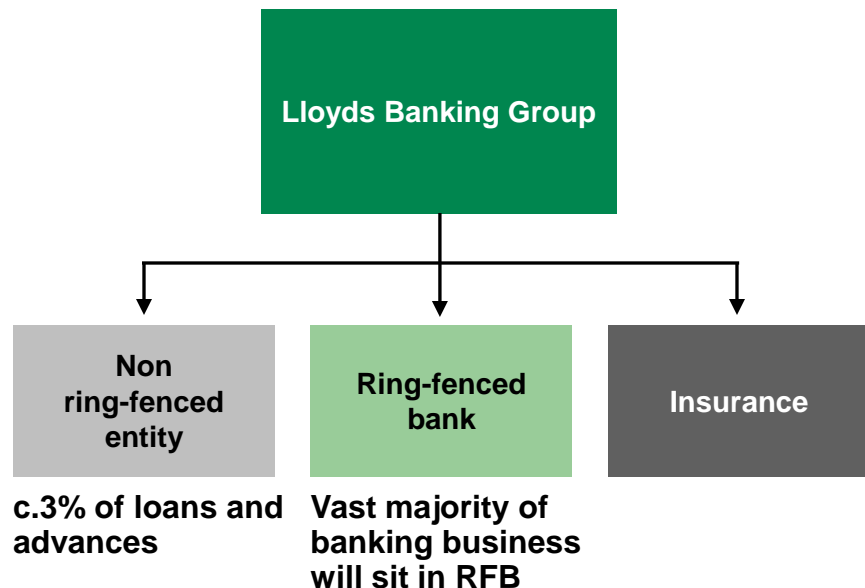 Lloyds Banking Group
Non
ring-fenced
entity
Ring-fenced
bank
Insurance
c.3% of loans and
advances
Vast majority of
banking business
will sit in RFB